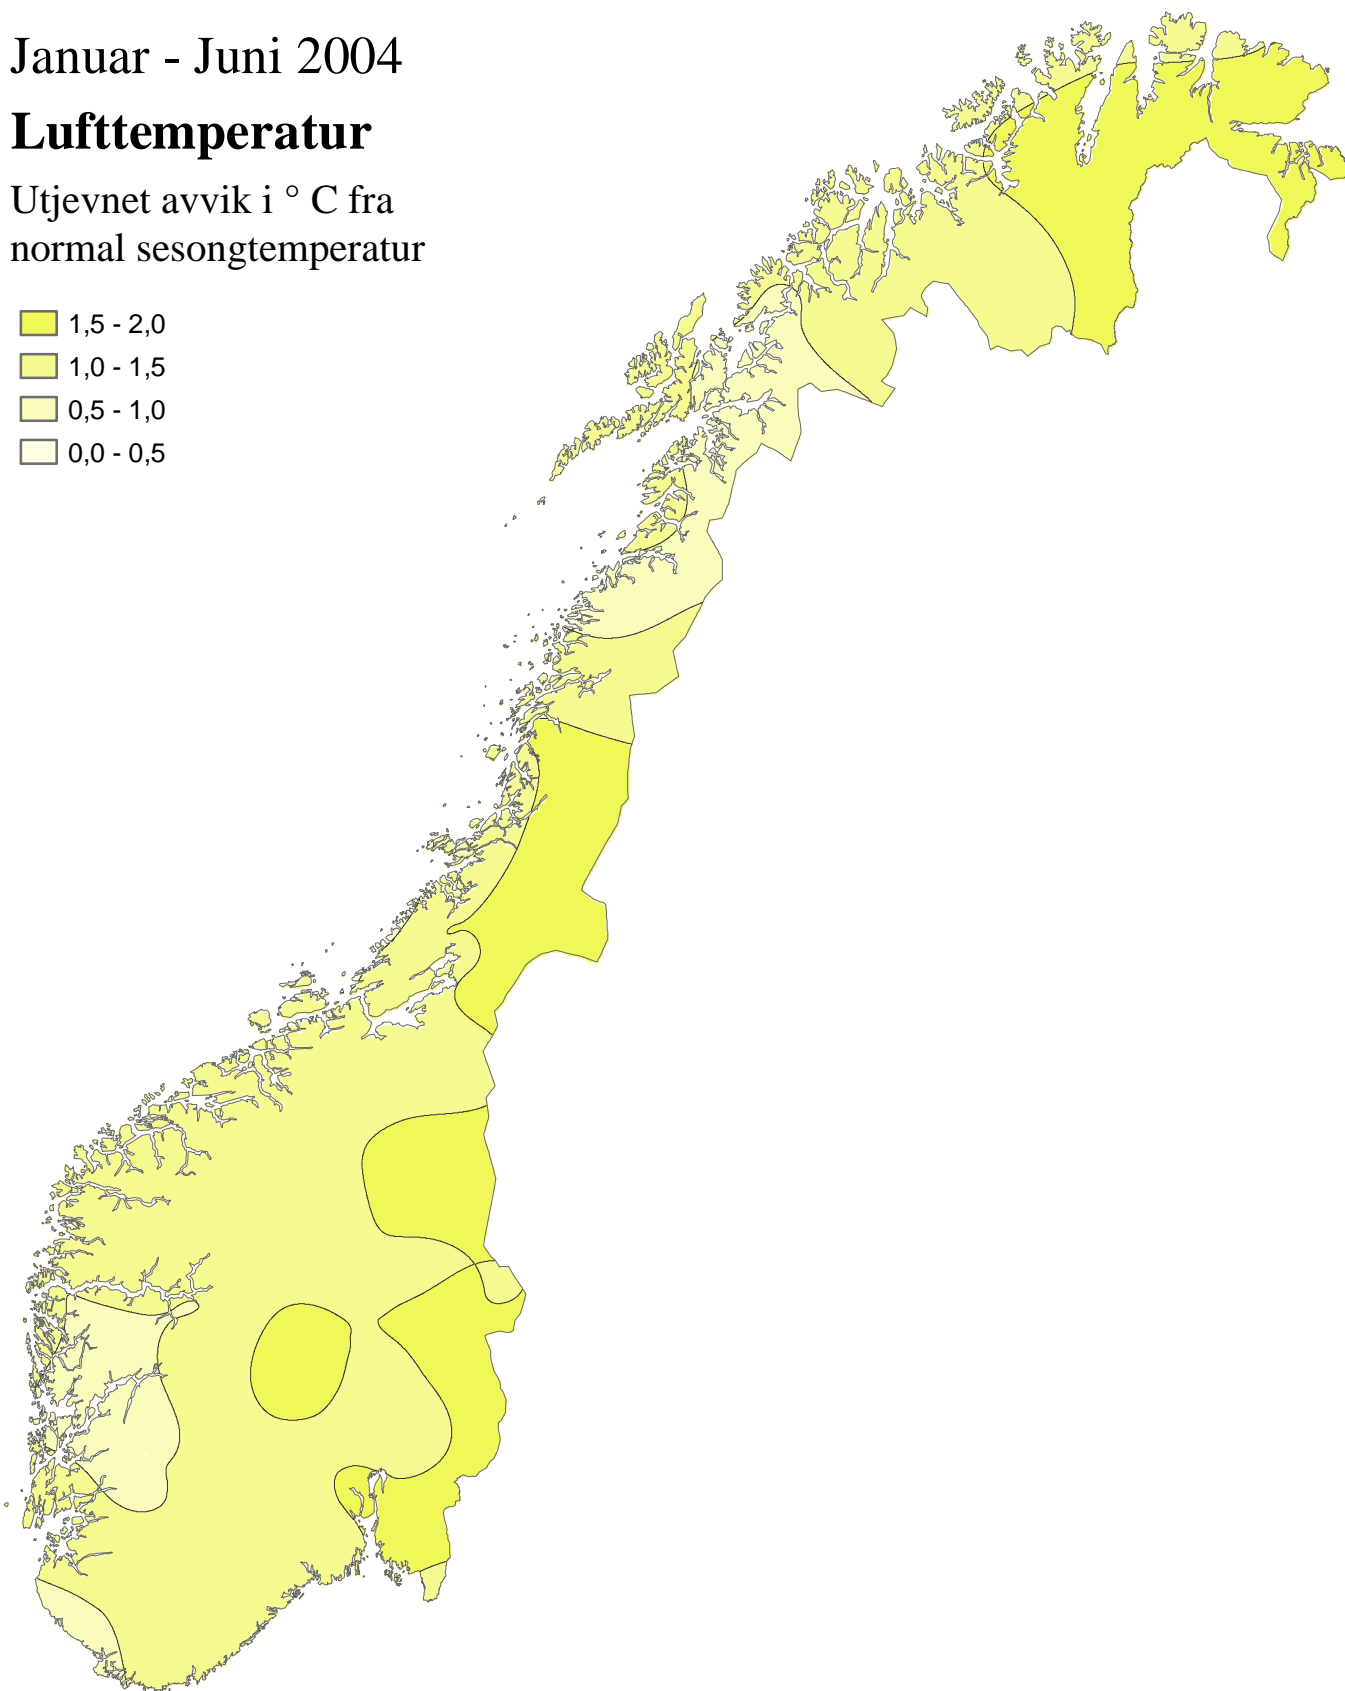 Januar - Juni 2004
Lufttemperatur
Utjevnet avvik i ° C fra
normal sesongtemperatur
1,5 - 2,0
1,0 - 1,5
0,5 - 1,0
0,0 - 0,5